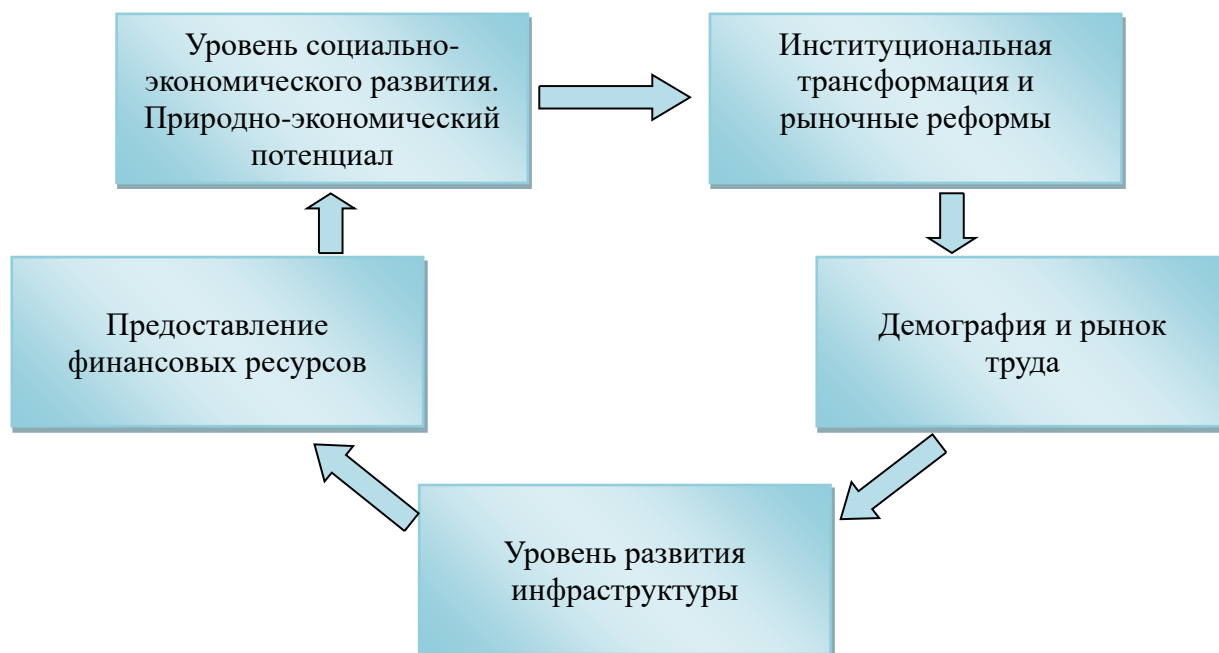 Уровень социально-
экономического развития.
Природно-экономический
потенциал
Институциональная
трансформация и
рыночные реформы
Предоставление
финансовых ресурсов
Демография и рынок
труда
Уровень развития
инфраструктуры